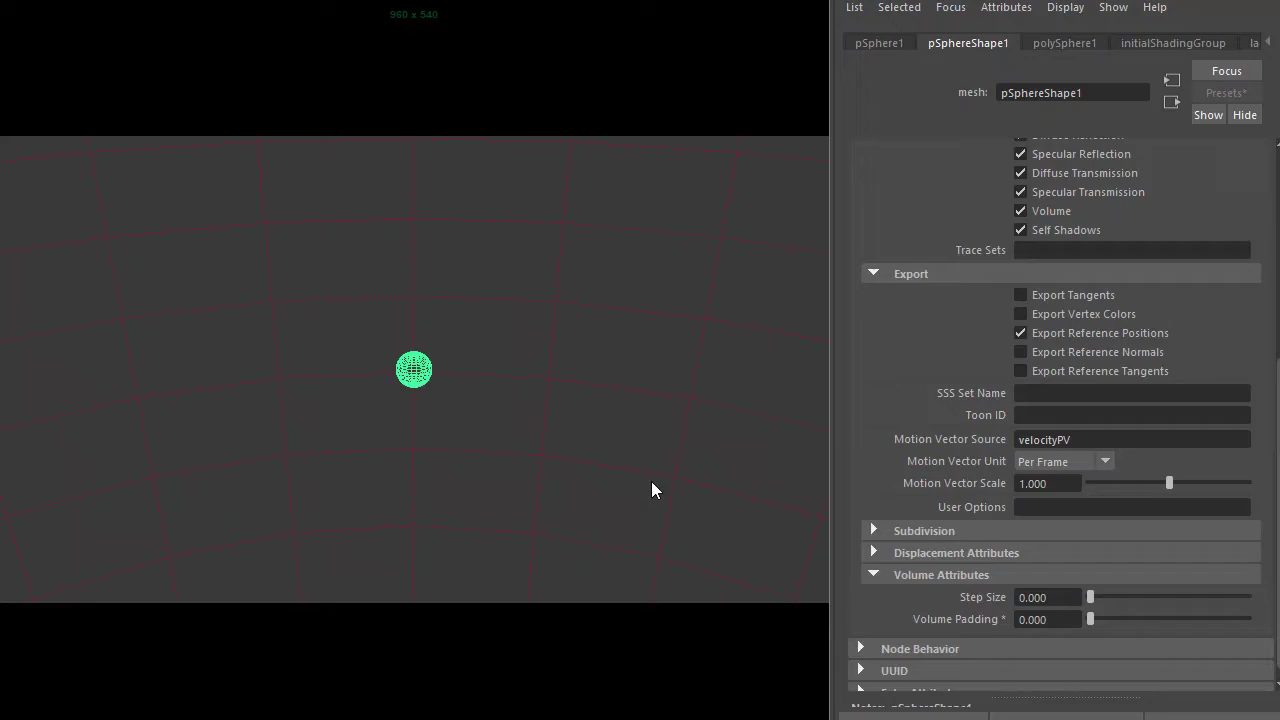 960 x 540
List Selected Focus Attributes Display Show Help
pSphere1 pSphereShape1 polySphere1 initialShadingGroup la
Focus
mesh: pSphereShape1
Presets*
Show Hide
Specular Reflection
Diffuse Transmission
Specular Transmission
Volume
Self Shadows
Trace Sets
Export
Export Tangents
Export Vertex Colors
Export Reference Positions
Export Reference Normals
Export Reference Tangents
SSS Set Name
Toon ID
Motion Vector Source velocityPV
Motion Vector Unit Per Frame
Motion Vector Scale 1.000
User Options
Subdivision
Displacement Attributes
Volume Attributes
Step Size 0.000
Volume Padding * 0.000
Node Behavior
UUID